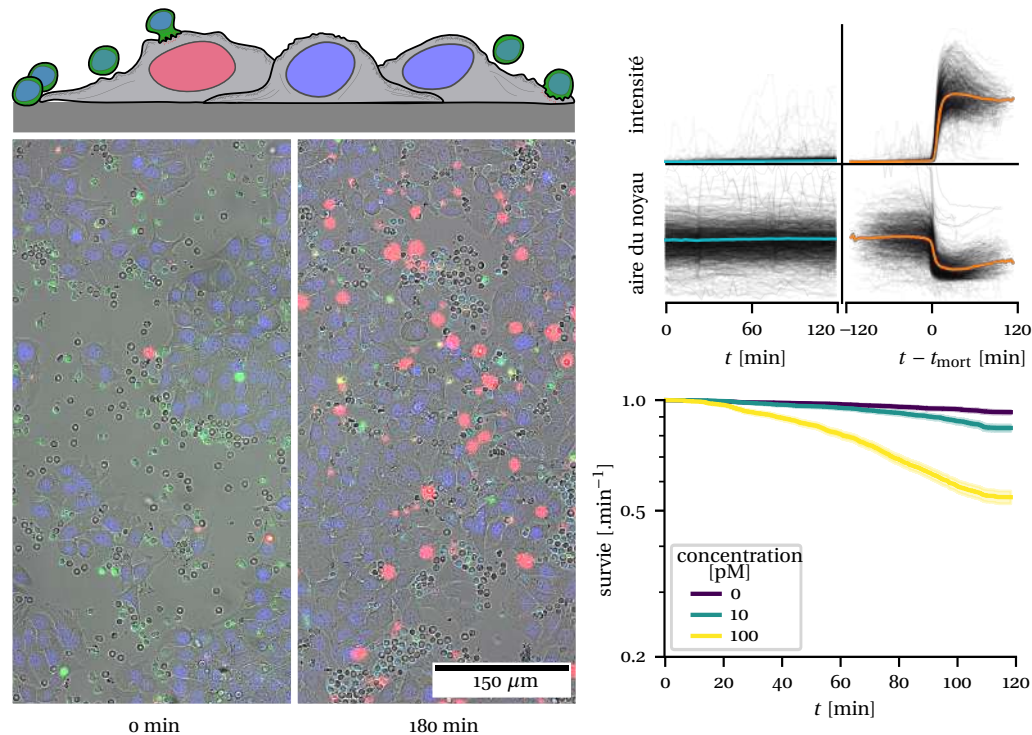 150 µm
0 min
180 min
intensité
aire du noyau
0
60
120
−120
0
120
t [min]
t − tmort [min]
1.0
0.5
0.2
survie [.min−1]
concentration
[pM]
0
10
100
0
20
40
60
80
100
120
t [min]